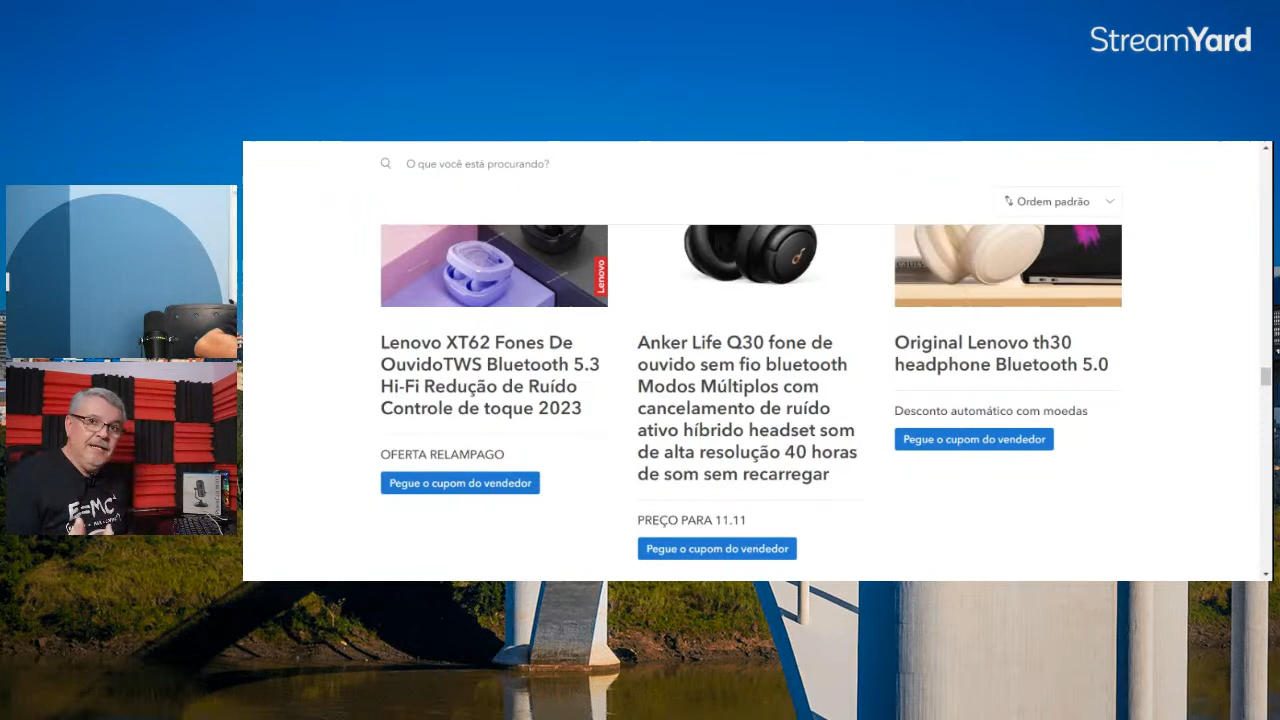 StreamYard
O que você está procurando?
Ordem padrão
Lenovo
Lenovo XT62 Fones De
OuvidoTWS Bluetooth 5.3
Hi-Fi Redução de Ruído
Controle de toque 2023
OFERTA RELAMPAGO
Pegue o cupom do vendedor
Anker Life Q30 fone de
ouvido sem fio bluetooth
Modos Múltiplos com
cancelamento de ruído
ativo híbrido headset som
de alta resolução 40 horas
de som sem recarregar
PREÇO PARA 11.11
Pegue o cupom do vendedor
Original Lenovo th30
headphone Bluetooth 5.0
Desconto automático com moedas
Pegue o cupom do vendedor
E=MC²